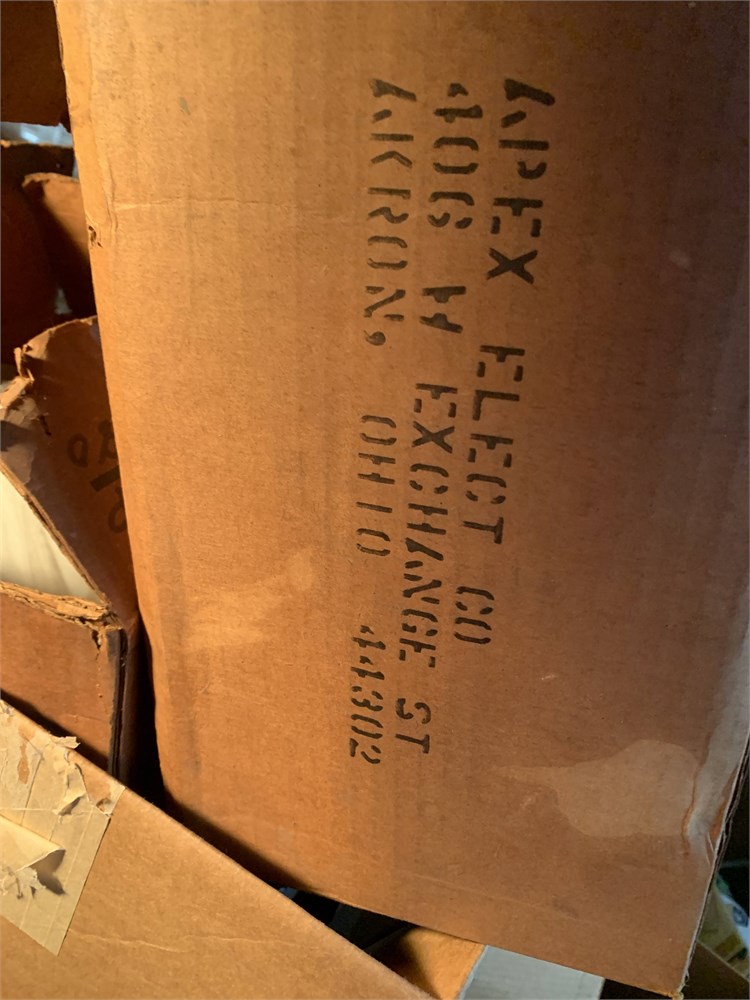 APEX ELECT CO
406 W EXCHANGE ST
AKRON, OHIO 44302